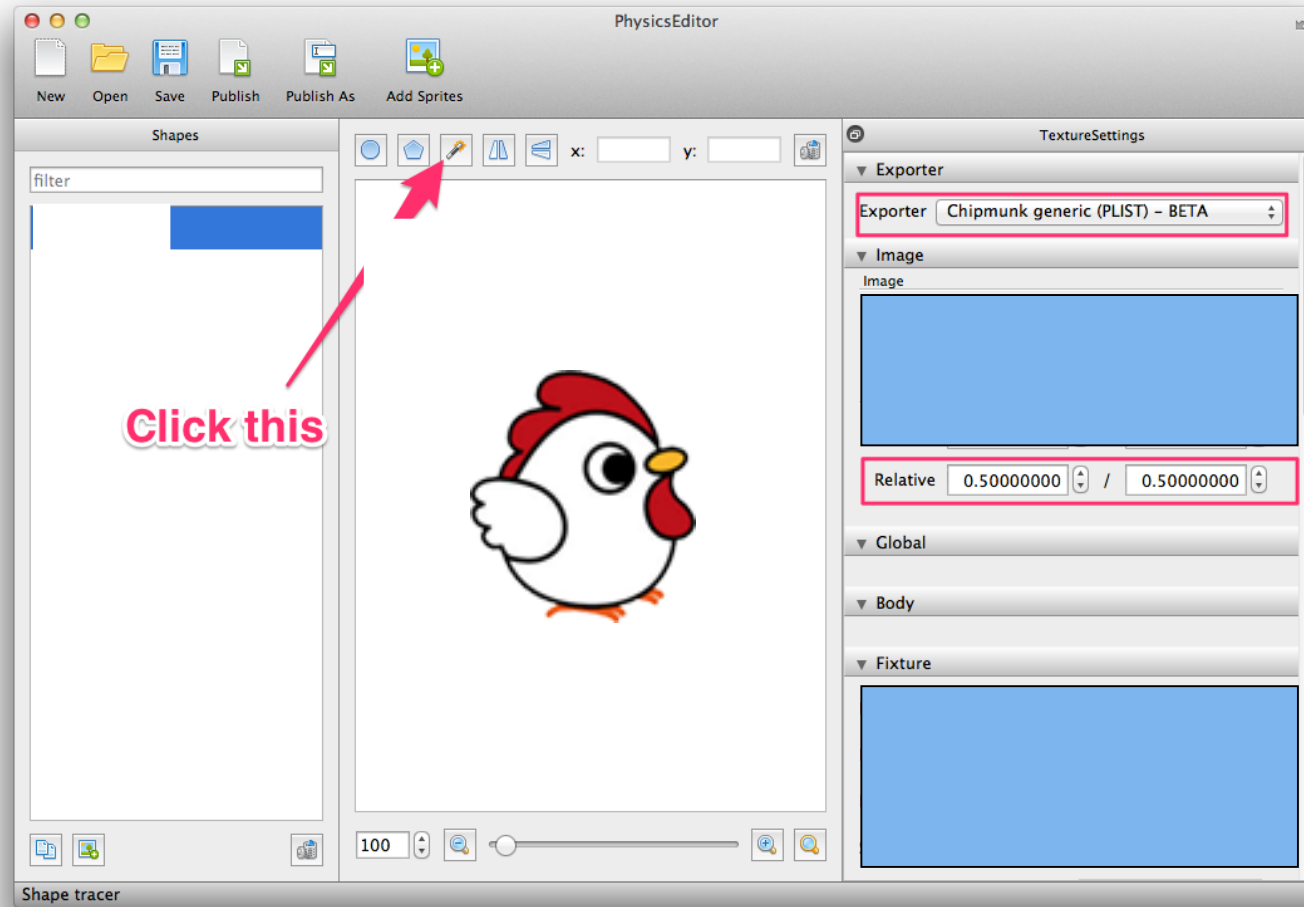 PhysicsEditor
New Open Save Publish Publish As Add Sprites
Shapes
filter
x: y:
Click this
100
TextureSettings
Exporter
Exporter Chipmunk generic (PLIST) – BETA
Image
Image
Relative 0.50000000 / 0.50000000
Global
Body
Fixture
Shape tracer